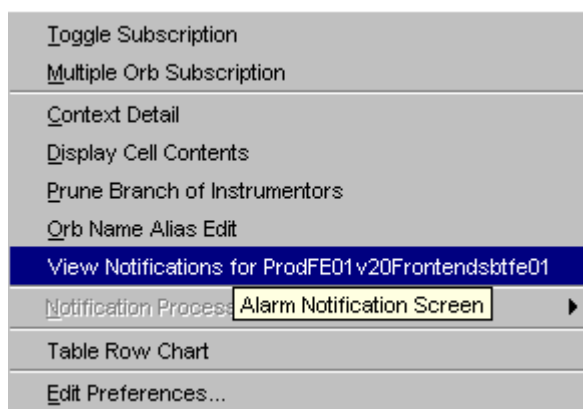 Toggle Subscription
Multiple Orb Subscription
Context Detail
Display Cell Contents
Prune Branch of Instrumentors
Orb Name Alias Edit
View Notifications for ProdFE01v20Frontendsbtfe01
Notification Process
Alarm Notification Screen
Table Row Chart
Edit Preferences...